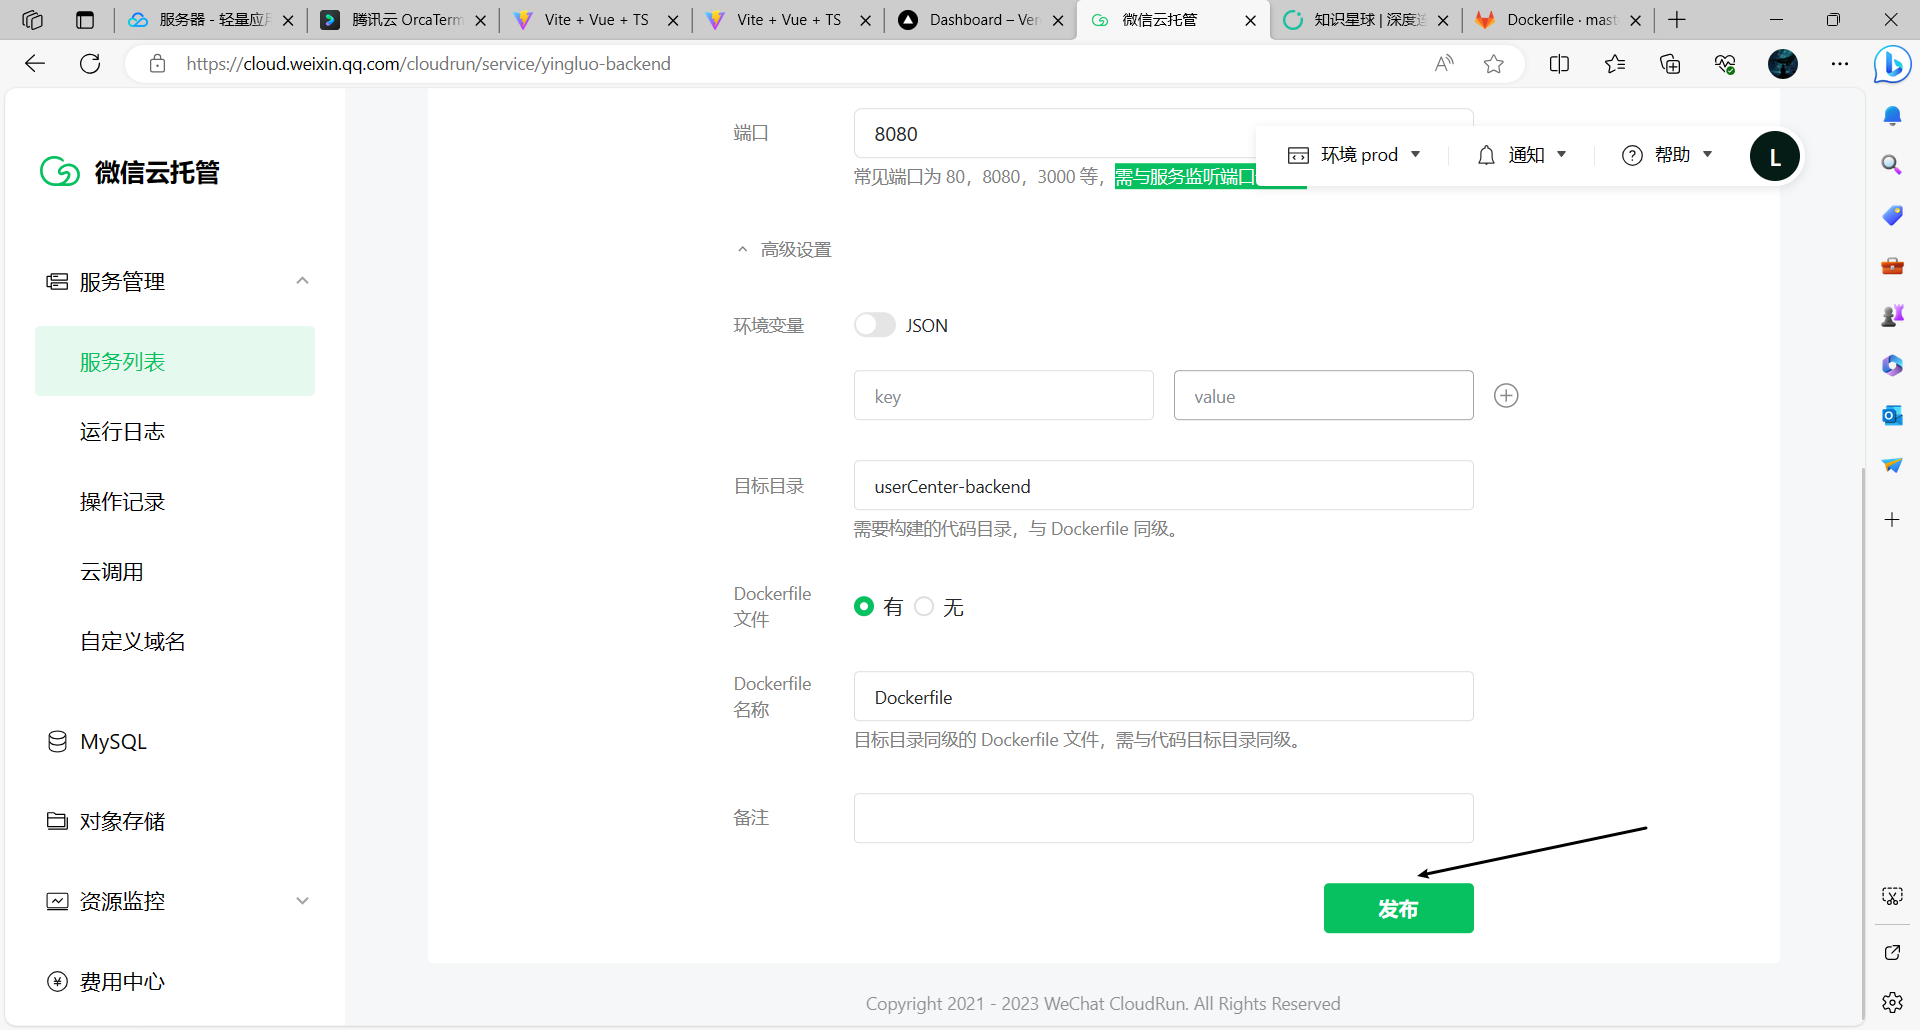 服务器 - 轻量应
腾讯云 OrcaTerm
Vite + Vue + TS
Vite + Vue + TS
Dashboard – Ver
微信云托管
知识星球 | 深度
Dockerfile · mast
https://cloud.weixin.qq.com/cloudrun/service/yingluo-backend
端口
8080
环境 prod
通知
帮助
L
常见端口为 80，8080，3000 等，需与服务监听端口
微信云托管
高级设置
服务管理
环境变量
JSON
服务列表
key
value
运行日志
目标目录
userCenter-backend
操作记录
需要构建的代码目录，与 Dockerfile 同级。
云调用
Dockerfile
文件
有
无
自定义域名
Dockerfile
名称
Dockerfile
MySQL
目标目录同级的 Dockerfile 文件，需与代码目标目录同级。
对象存储
备注
资源监控
发布
费用中心
Copyright 2021 - 2023 WeChat CloudRun. All Rights Reserved